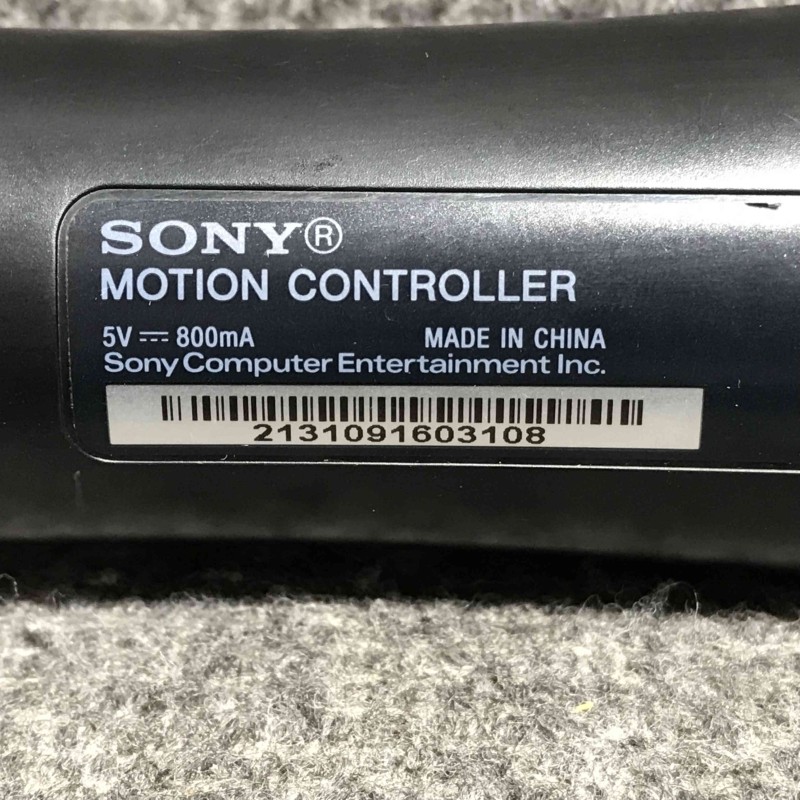 SONY®
MOTION CONTROLLER
5V ⎓ 800mA MADE IN CHINA
Sony Computer Entertainment Inc.
2131091603108